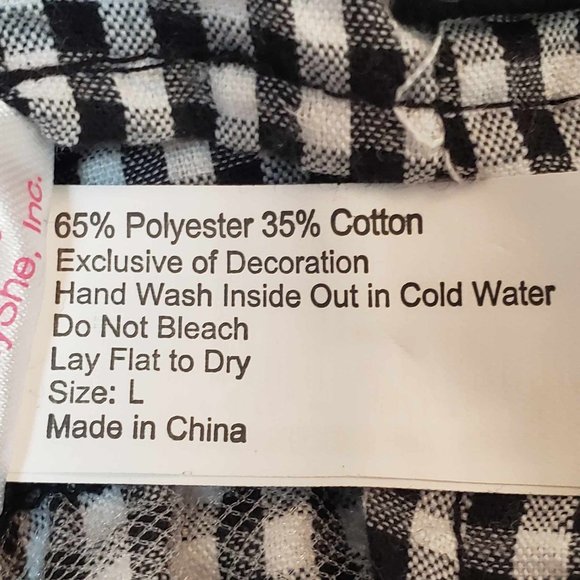 65% Polyester 35% Cotton
Exclusive of Decoration
Hand Wash Inside Out in Cold Water
Do Not Bleach
Lay Flat to Dry
Size: L
Made in China
Inc.